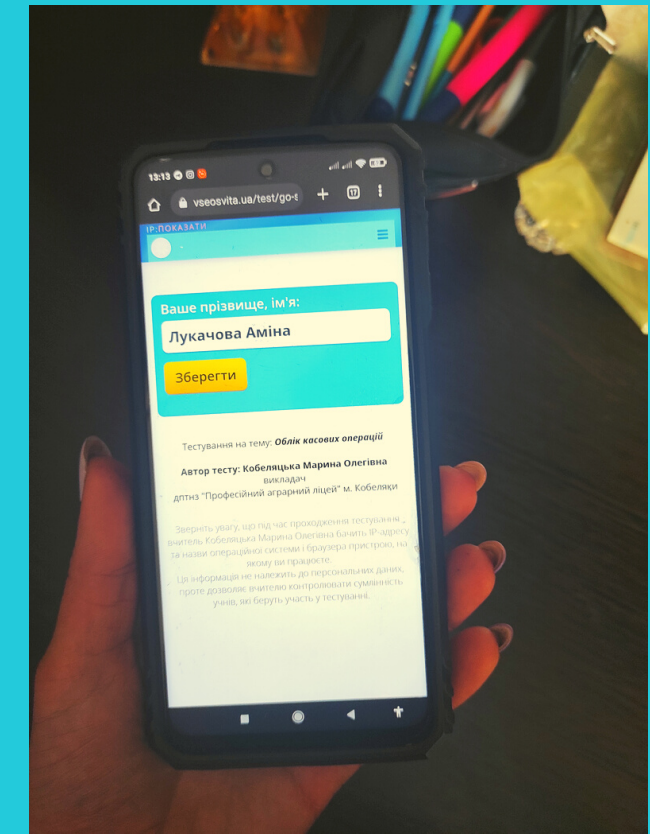 13:13
vseosvita.ua/test/go-s
17
IP:ПОКАЗАТИ
Ваше прізвище, ім'я:
Лукачова Аміна
Зберегти
Тестування на тему: Облік касових операцій
Автор тесту: Кобеляцька Марина Олегівна
викладач
дптнз "Професійний аграрний ліцей" м. Кобеляки
Зверніть увагу, що під час проходження тестування
вчитель Кобеляцька Марина Олегівна бачить IP-адресу
та назви операційної системи і браузера пристрою, на
якому ви працюєте.
Ця інформація не належить до персональних даних,
проте дозволяє вчителю контролювати сумлінність
учнів, які беруть участь у тестуванні.